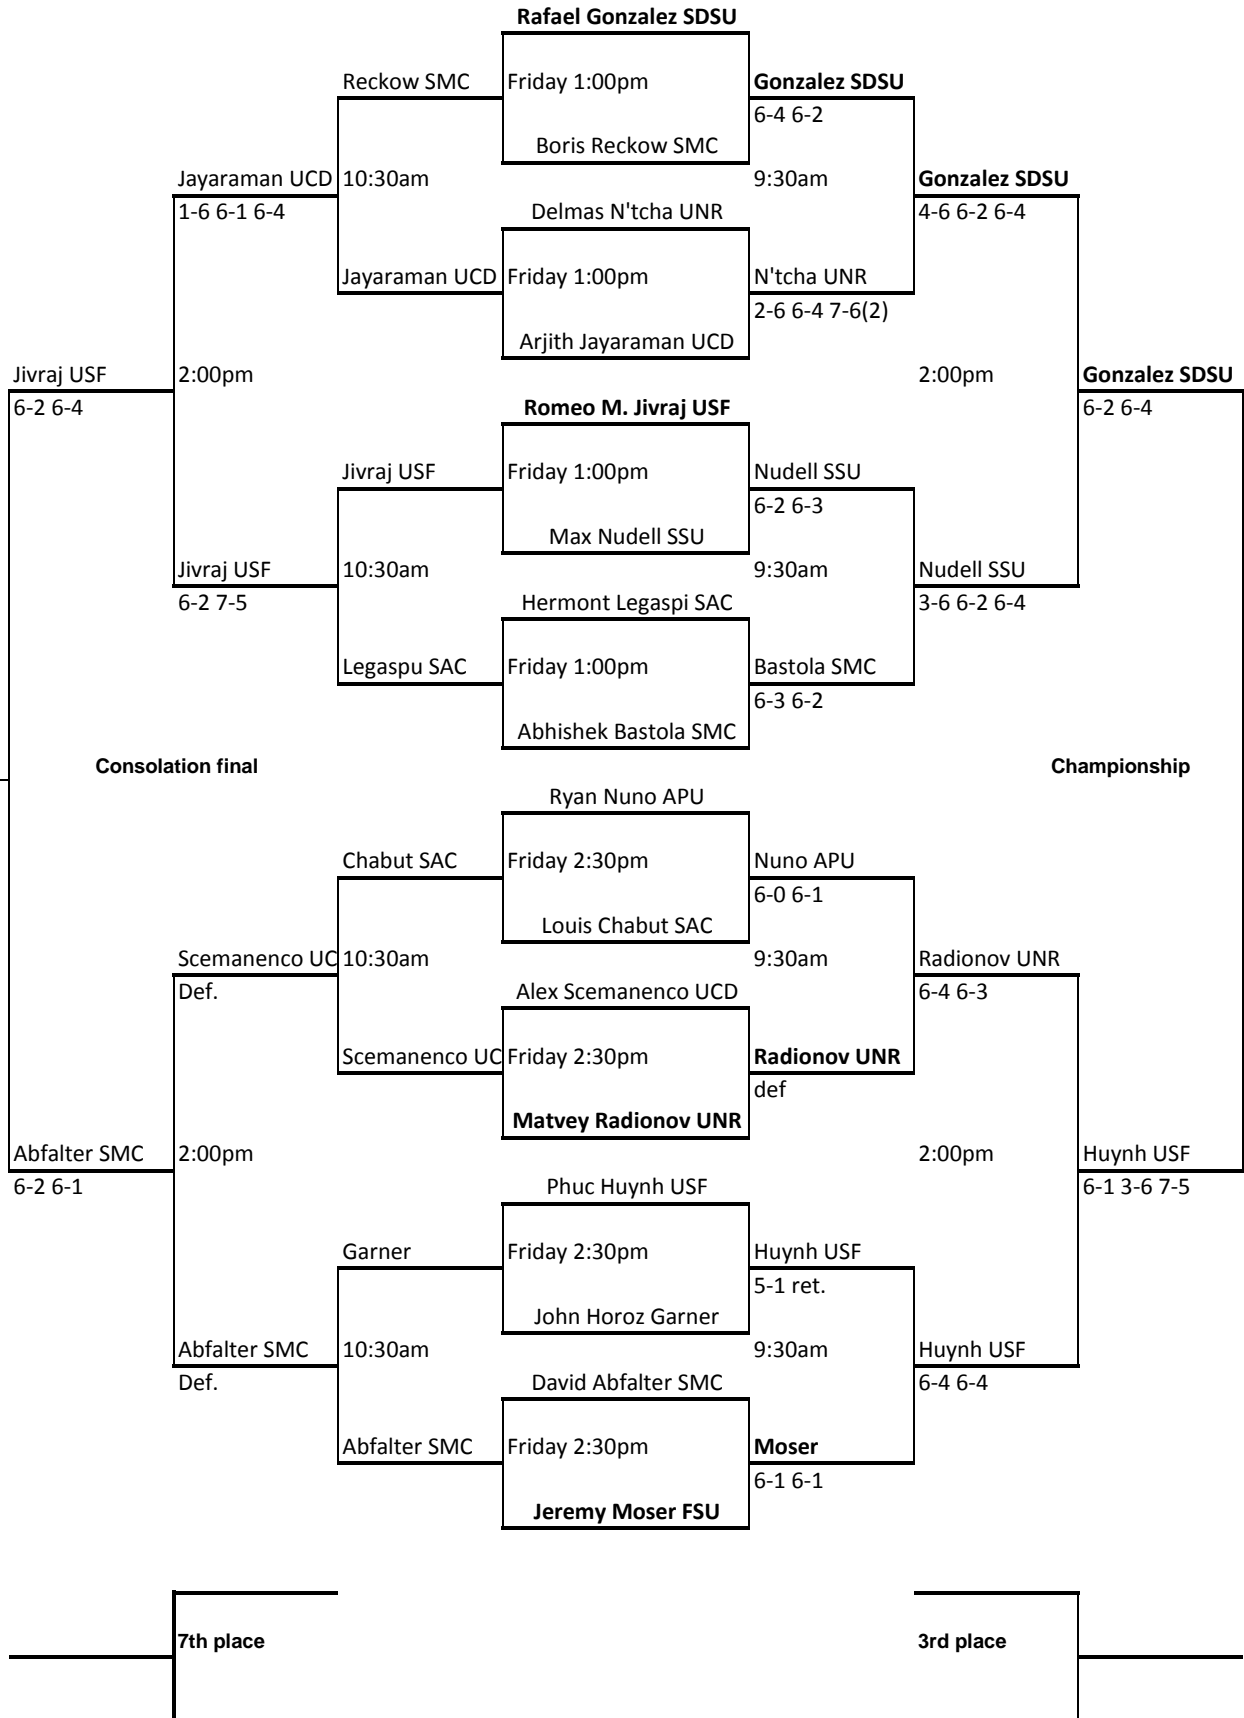 Rafael Gonzalez SDSU
Reckow SMC Friday 1:00pm Gonzalez SDSU
6-4 6-2
Boris Reckow SMC
Jayaraman UCD 10:30am 9:30am Gonzalez SDSU
1-6 6-1 6-4 Delmas N'tcha UNR 4-6 6-2 6-4
Jayaraman UCD Friday 1:00pm N'tcha UNR
2-6 6-4 7-6(2)
Arjith Jayaraman UCD
Jivraj USF 2:00pm 2:00pm Gonzalez SDSU
6-2 6-4 Romeo M. Jivraj USF 6-2 6-4
Jivraj USF Friday 1:00pm Nudell SSU
6-2 6-3
Max Nudell SSU
Jivraj USF 10:30am 9:30am Nudell SSU
6-2 7-5 Hermont Legaspi SAC 3-6 6-2 6-4
Legaspu SAC Friday 1:00pm Bastola SMC
6-3 6-2
Abhishek Bastola SMC
Consolation final Championship
Ryan Nuno APU
Chabut SAC Friday 2:30pm Nuno APU
6-0 6-1
Louis Chabut SAC
Scemanenco UC 10:30am 9:30am Radionov UNR
Def. Alex Scemanenco UCD 6-4 6-3
Scemanenco UC Friday 2:30pm Radionov UNR
def
Matvey Radionov UNR
Abfalter SMC 2:00pm 2:00pm Huynh USF
6-2 6-1 Phuc Huynh USF 6-1 3-6 7-5
Garner Friday 2:30pm Huynh USF
5-1 ret.
John Horoz Garner
Abfalter SMC 10:30am 9:30am Huynh USF
Def. David Abfalter SMC 6-4 6-4
Abfalter SMC Friday 2:30pm Moser
6-1 6-1
Jeremy Moser FSU
7th place 3rd place